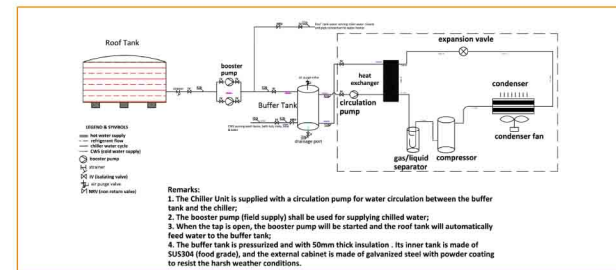 Roof Tank
booster
pump
Buffer Tank
air purge valve
drainage port
circulation
pump
heat
exchanger
expansion vavle
condenser
condenser fan
compressor
gas/liquid
separator
LEGEND & SYMBOLS
hot water supply
refrigerant flow
chiller water cycle
CWS (cold water supply)
booster pump
strainer
IV (isolating valve)
air purge valve
NRV (non return valve)
Remarks:
1. The Chiller Unit is supplied with a circulation pump for water circulation between the buffer
tank and the chiller;
2. The booster pump (field supply) shall be used for supplying chilled water;
3. When the tap is open, the booster pump will be started and the roof tank will automatically
feed water to the buffer tank;
4. The buffer tank is pressurized and with 50mm thick insulation . Its inner tank is made of
SUS304 (food grade), and the external cabinet is made of galvanized steel with powder coating
to resist the harsh weather conditions.